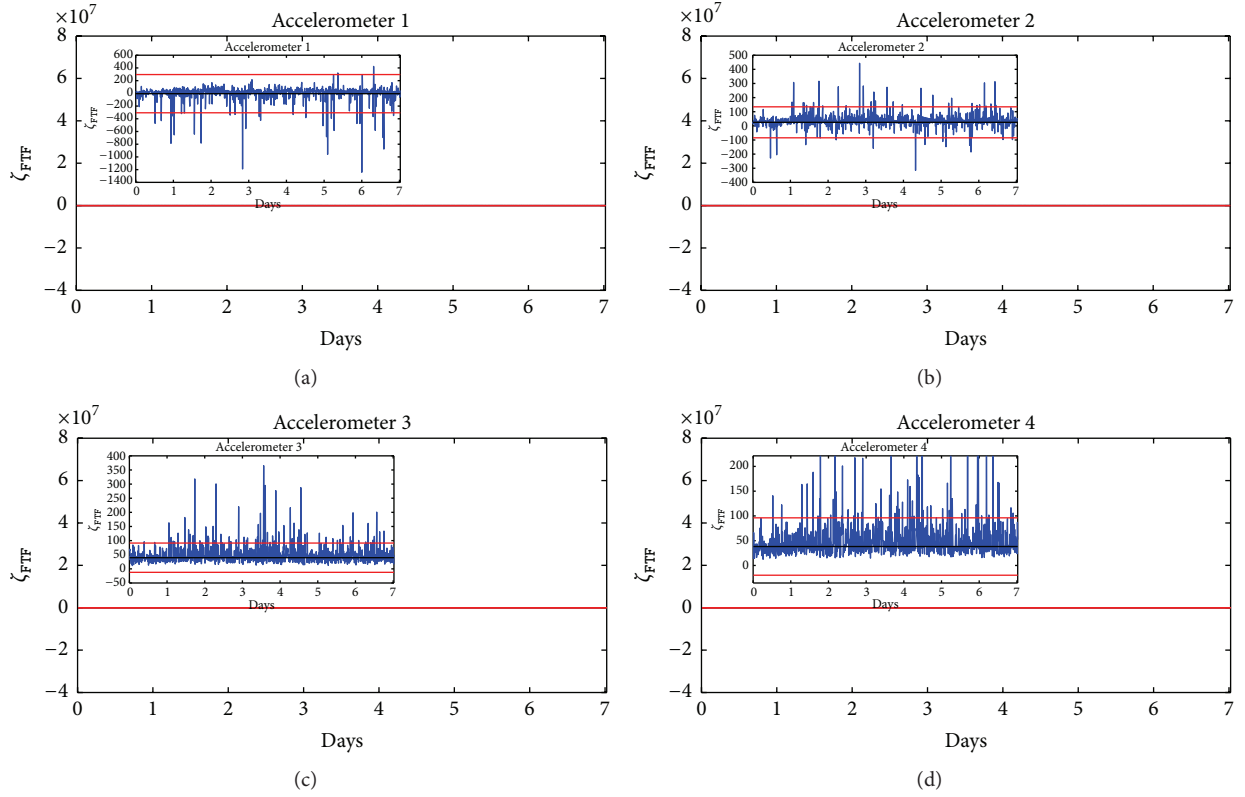 ×10⁷
Accelerometer 1
8
6
4
2
0
−2
−4
ζFTF
0 1 2 3 4 5 6 7
Days
Accelerometer 1
600
400
200
0
−200
−400
−600
−800
−1000
−1200
−1400
ζFTF
0 1 2 3 4 5 6 7
Days
(a)
×10⁷
Accelerometer 2
8
6
4
2
0
−2
−4
ζFTF
0 1 2 3 4 5 6 7
Days
Accelerometer 2
500
400
300
200
100
0
−100
−200
−300
−400
ζFTF
0 1 2 3 4 5 6 7
Days
(b)
×10⁷
Accelerometer 3
8
6
4
2
0
−2
−4
ζFTF
0 1 2 3 4 5 6 7
Days
Accelerometer 3
400
350
300
250
200
150
100
50
0
−50
ζFTF
0 1 2 3 4 5 6 7
Days
(c)
×10⁷
Accelerometer 4
8
6
4
2
0
−2
−4
ζFTF
0 1 2 3 4 5 6 7
Days
Accelerometer 4
200
150
100
50
0
ζFTF
0 1 2 3 4 5 6 7
Days
(d)